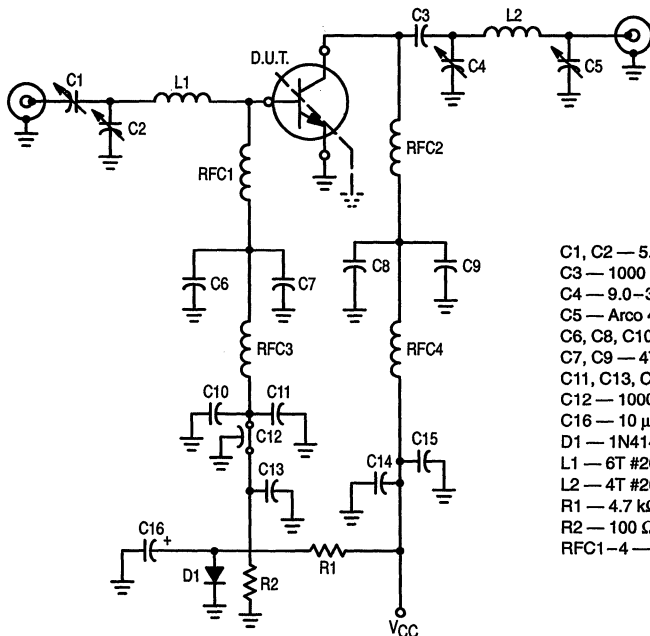 C3
L2
D.U.T.
C1
L1
C4
C5
C2
RFC1
RFC2
C6
C7
C8
C9
RFC3
RFC4
C10
C11
C12
C13
C14
C15
C16
+
R1
D1
R2
VCC
C1, C2 — 5.
C3 — 1000
C4 — 9.0–3
C5 — Arco 4
C6, C8, C10
C7, C9 — 4
C11, C13, C
C12 — 1000
C16 — 10 μ
D1 — 1N414
L1 — 6T #20
L2 — 4T #20
R1 — 4.7 kΩ
R2 — 100 Ω
RFC1–4 —